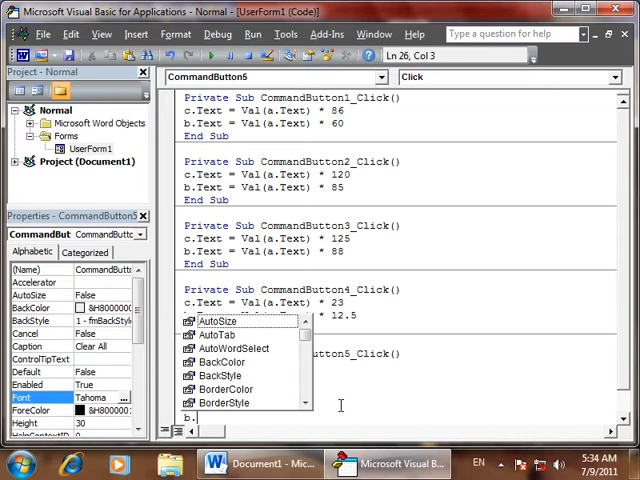 Microsoft Visual Basic for Applications - Normal - [UserForm1 (Code)]
File Edit View Insert Format Debug Run Tools Add-Ins Window Help
Type a question for help
Ln 26, Col 3
Project - Normal
Normal
Microsoft Word Objects
Forms
UserForm1
Project (Document1)
Properties - CommandButton5
CommandBut
Alphabetic Categorized
(Name) CommandButto
Accelerator
AutoSize False
BackColor &H800000
BackStyle 1 - fmBackStyle
Cancel False
Caption Clear All
ControlTipText
Default False
Enabled True
Font Tahoma ...
ForeColor &H8000001
Height 30
HelpContextID 0
CommandButton5 Click
Private Sub CommandButton1_Click()
c.Text = Val(a.Text) * 86
b.Text = Val(a.Text) * 60
End Sub
Private Sub CommandButton2_Click()
c.Text = Val(a.Text) * 120
b.Text = Val(a.Text) * 85
Private Sub CommandButton3_Click()
c.Text = Val(a.Text) * 125
b.Text = Val(a.Text) * 88
End Sub
Private Sub CommandButton4_Click()
c.Text = Val(a.Text) * 23
* 12.5
utton5_Click()
AutoSize
AutoTab
AutoWordSelect
BackColor
BackStyle
BorderColor
BorderStyle
b.
Document1 - Mic...
Microsoft Visual B...
EN
5:34 AM
7/9/2011